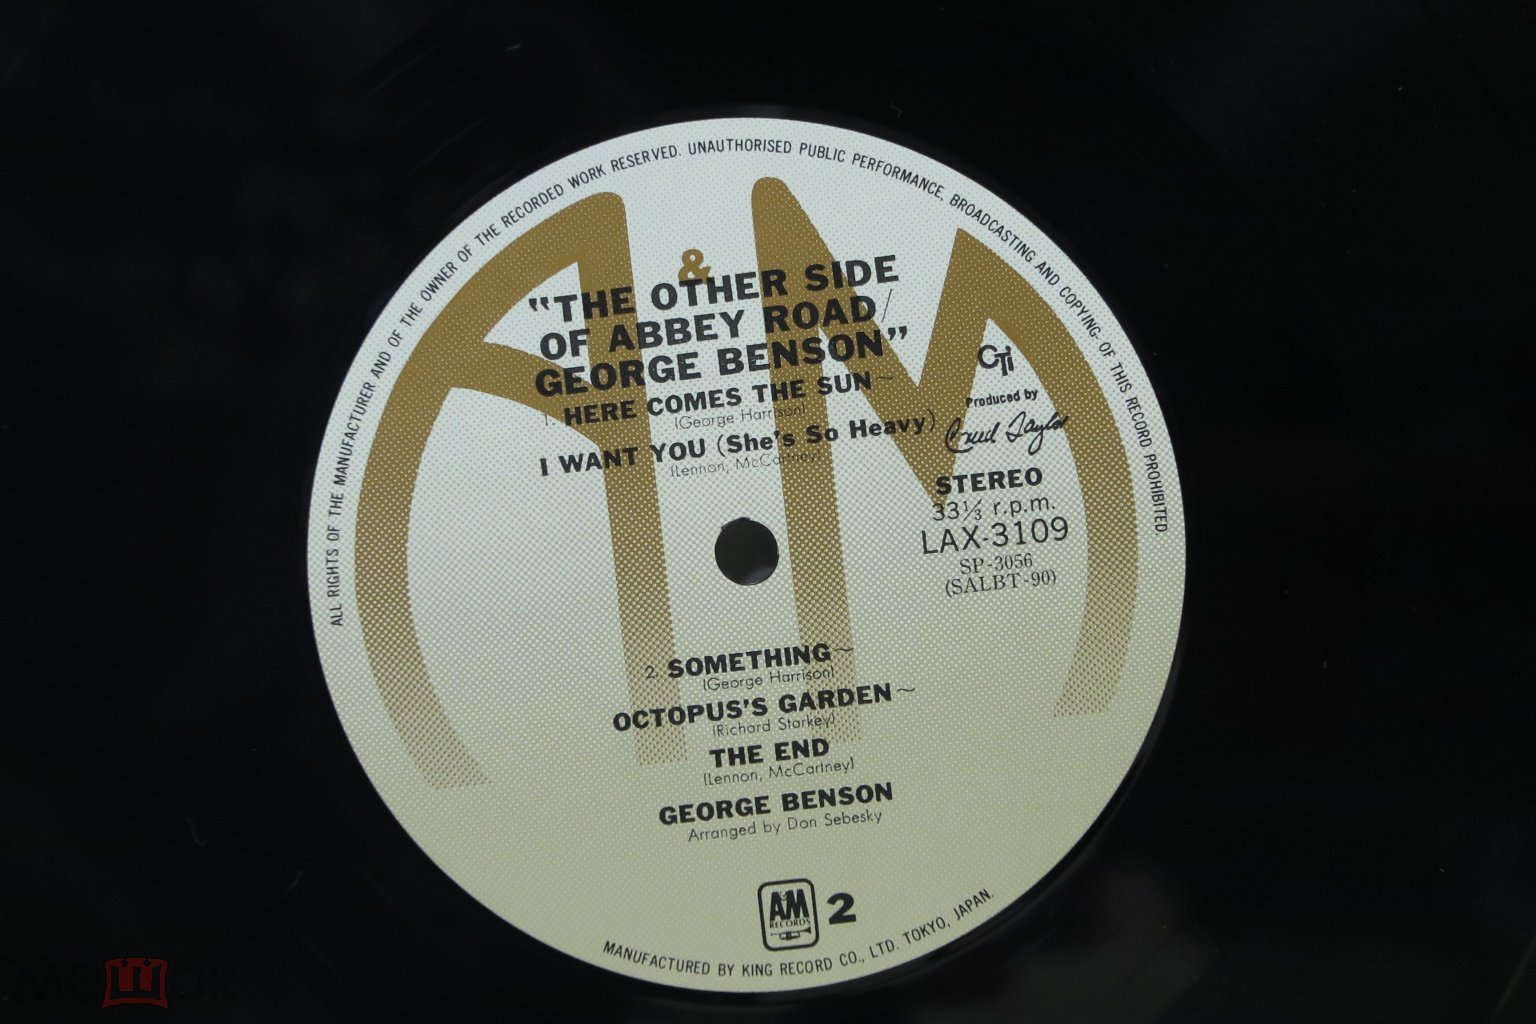 ALL RIGHTS OF THE MANUFACTURER AND OF THE OWNER OF THE RECORDED WORK RESERVED. UNAUTHORISED PUBLIC PERFORMANCE, BROADCASTING AND COPYING OF THIS RECORD PROHIBITED.
&
"THE OTHER SIDE
OF ABBEY ROAD/
GEORGE BENSON"
1. HERE COMES THE SUN~
(George Harrison)
I WANT YOU (She's So Heavy)
(Lennon, McCartney)
CTi
Produced by
Creed Taylor
STEREO
33⅓ r.p.m.
LAX-3109
SP-3056
(SALBT-90)
2. SOMETHING~
(George Harrison)
OCTOPUS'S GARDEN~
(Richard Starkey)
THE END
(Lennon, McCartney)
GEORGE BENSON
Arranged by Don Sebesky
A&M
RECORDS
2
MANUFACTURED BY KING RECORD CO., LTD. TOKYO, JAPAN.
мешок